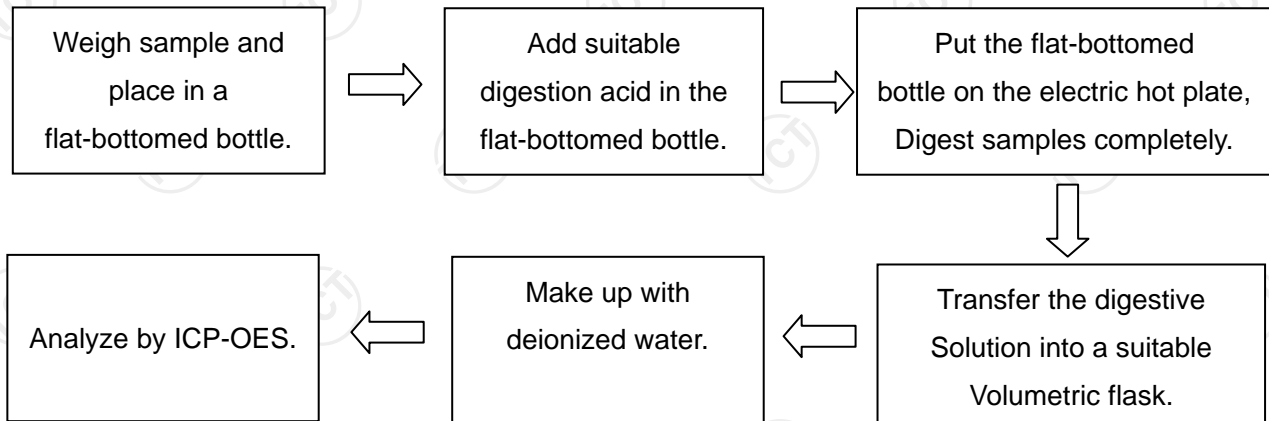 Weigh sample and
place in a
flat-bottomed bottle.
Add suitable
digestion acid in the
flat-bottomed bottle.
Put the flat-bottomed
bottle on the electric hot plate,
Digest samples completely.
Transfer the digestive
Solution into a suitable
Volumetric flask.
Make up with
deionized water.
Analyze by ICP-OES.